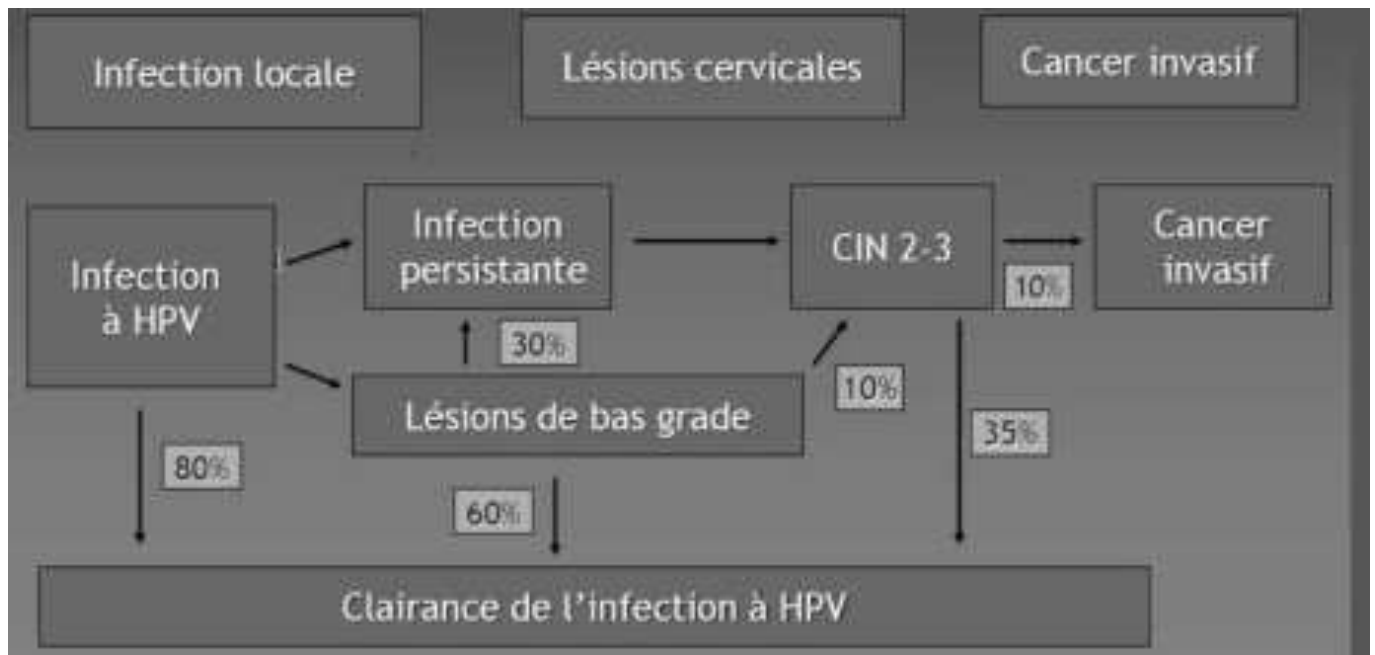 Infection locale
Lésions cervicales
Cancer invasif
Infection
à HPV
Infection
persistante
CIN 2-3
Cancer
invasif
10%
30%
Lésions de bas grade
10%
80%
60%
35%
Clairance de l'infection à HPV